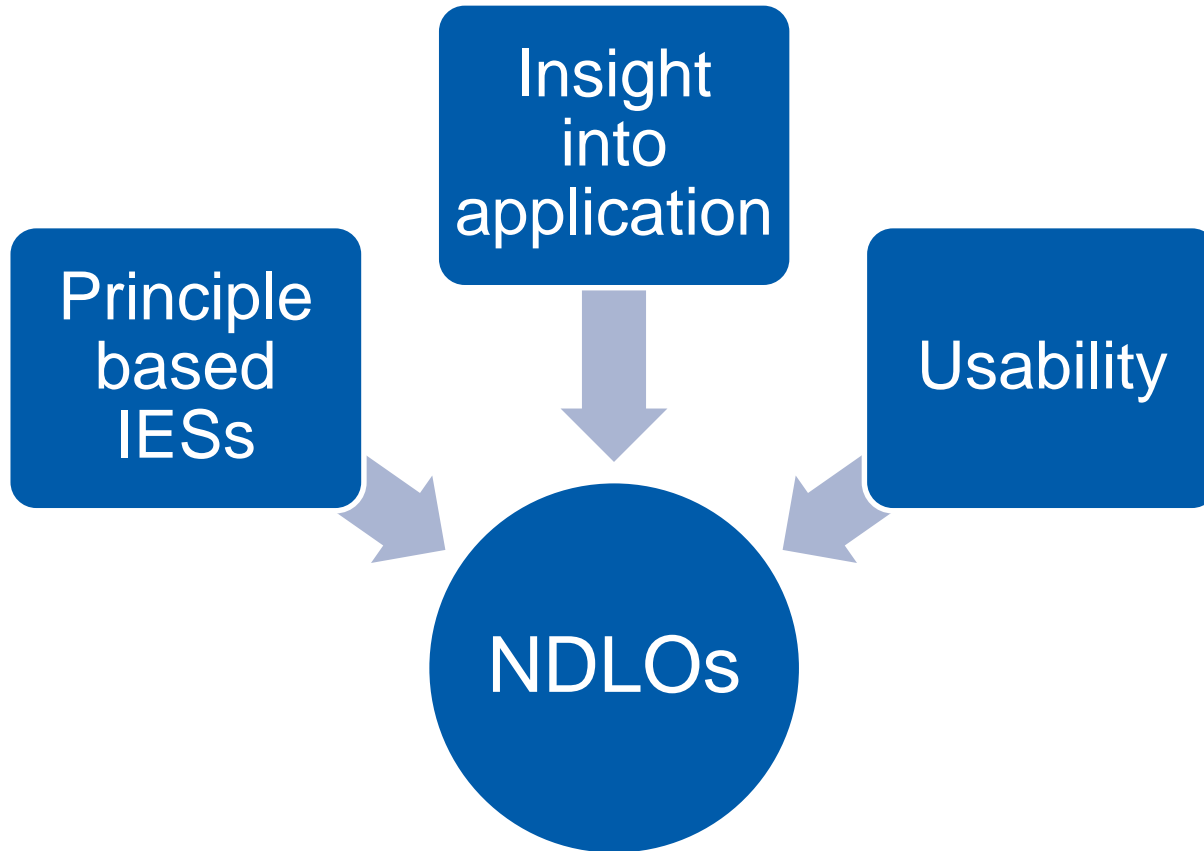 Insight
into
application
Principle
based
IESs
Usability
NDLOs